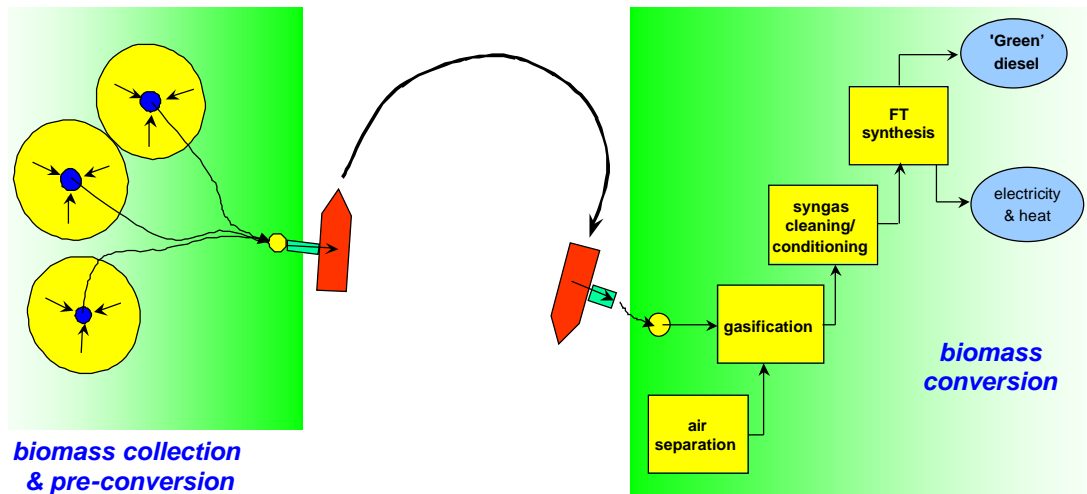 'Green’
diesel
FT
synthesis
electricity
& heat
syngas
cleaning/
conditioning
gasification
air
separation
biomass
conversion
biomass collection
& pre-conversion